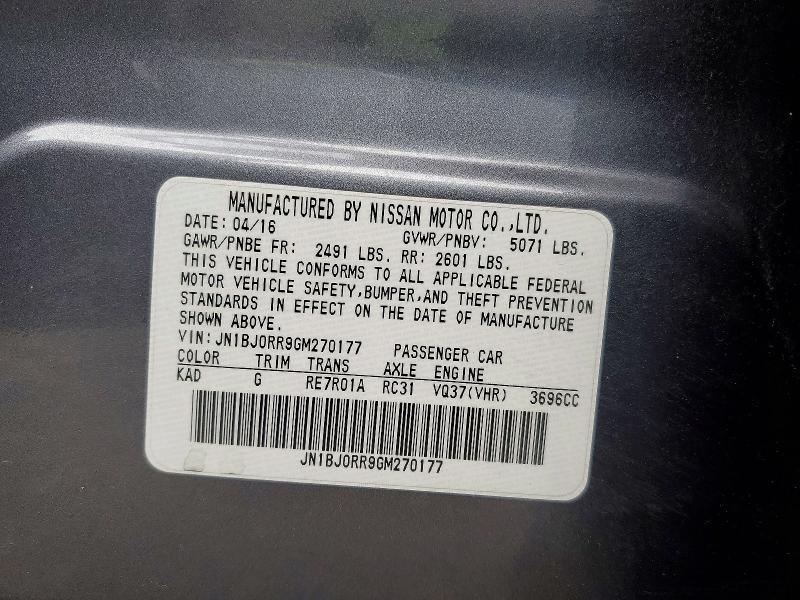 MANUFACTURED BY NISSAN MOTOR CO.,LTD.
DATE: 04/16 GVWR/PNBV: 5071 LBS.
GAWR/PNBE FR: 2491 LBS. RR: 2601 LBS.
THIS VEHICLE CONFORMS TO ALL APPLICABLE FEDERAL
MOTOR VEHICLE SAFETY,BUMPER,AND THEFT PREVENTION
STANDARDS IN EFFECT ON THE DATE OF MANUFACTURE
SHOWN ABOVE.
VIN: JN1BJ0RR9GM270177 PASSENGER CAR
COLOR TRIM TRANS AXLE ENGINE
KAD G RE7R01A RC31 VQ37(VHR) 3696CC
JN1BJ0RR9GM270177